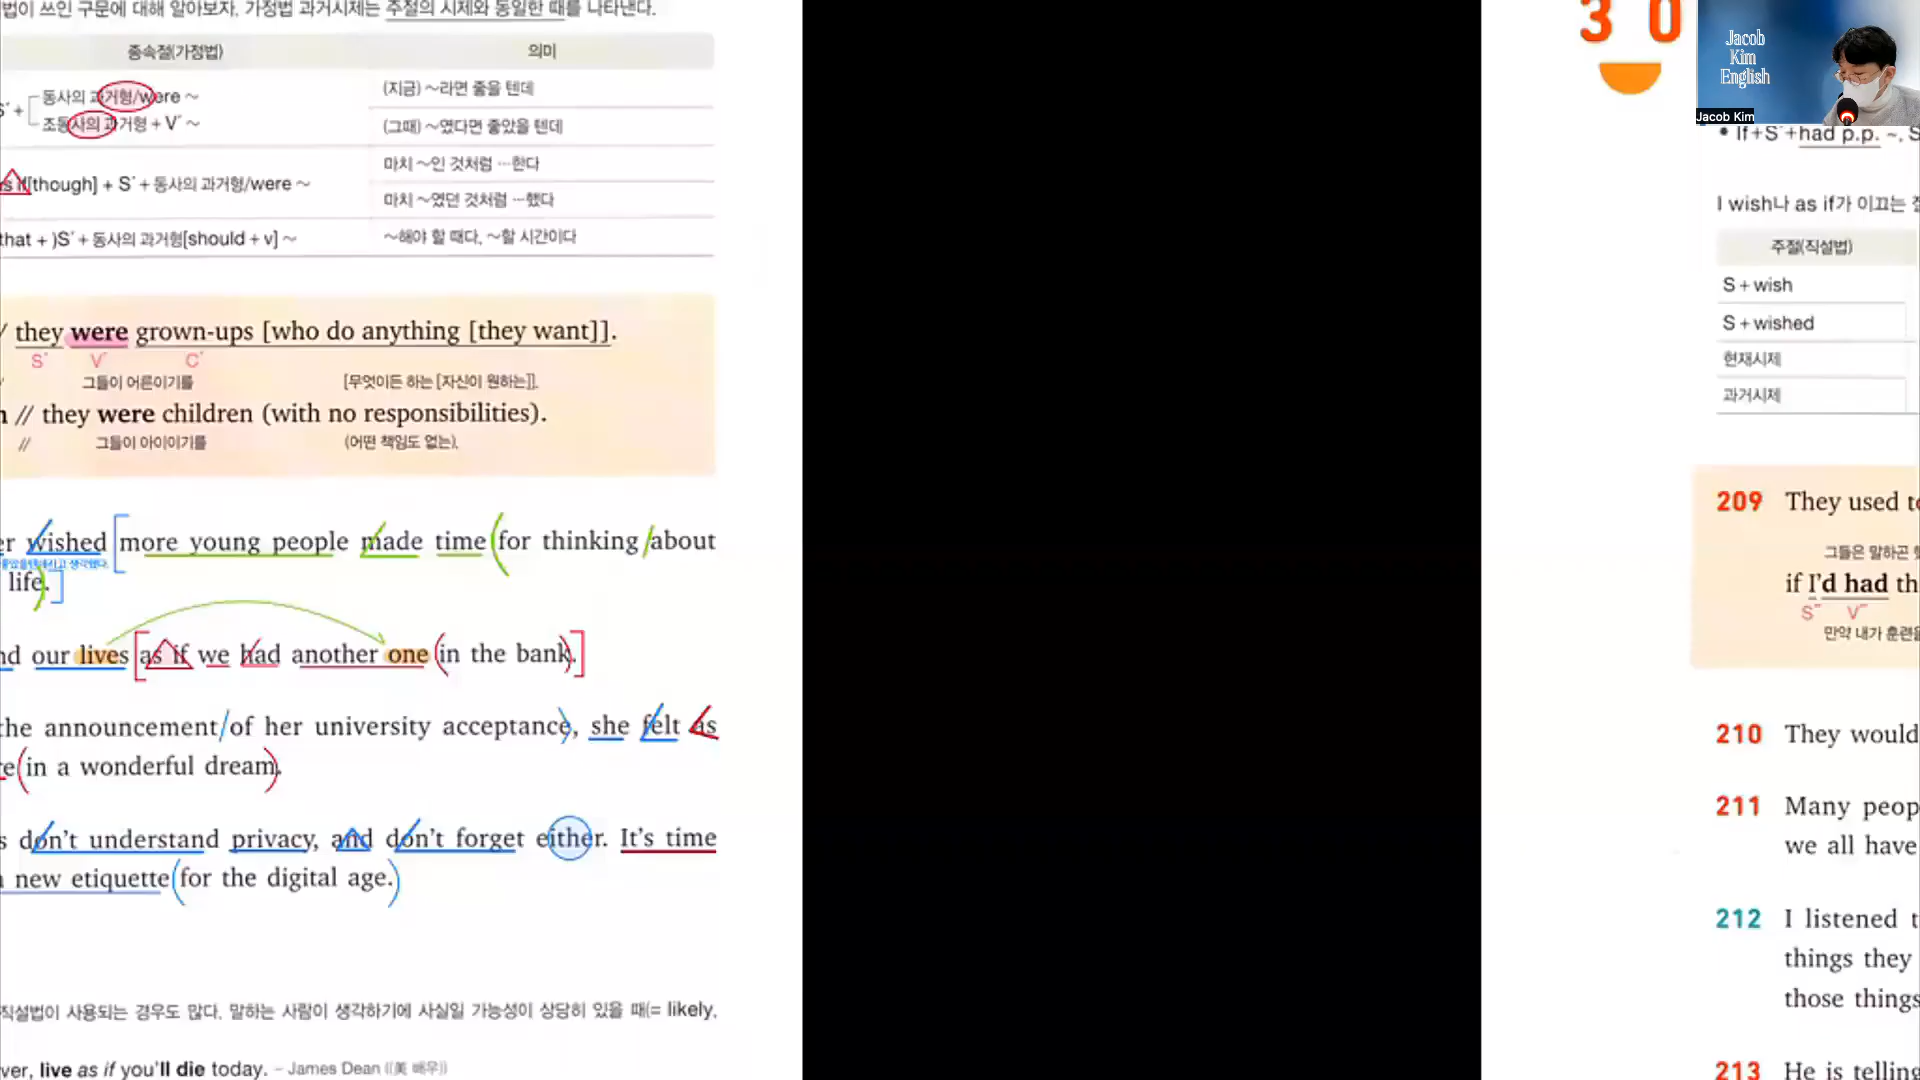 법이 쓰인 구문에 대해 알아보자. 가정법 과거시제는 주절의 시제와 동일한 때를 나타낸다.
종속절(가정법) 의미
S´ + 동사의 과거형/were ~
조동사의 과거형 + V´ ~
(지금) ~라면 좋을 텐데
(그때) ~였다면 좋았을 텐데
as if[though] + S´ + 동사의 과거형/were ~
마치 ~인 것처럼 …한다
마치 ~였던 것처럼 …했다
that + )S´ + 동사의 과거형[should + v] ~ ~해야 할 때다, ~할 시간이다
/ they were grown-ups [who do anything [they want]].
S´ V´ C´
그들이 어른이기를 [무엇이든 하는 [자신이 원하는]].
// they were children (with no responsibilities).
// 그들이 아이이기를 (어떤 책임도 없는).
wished [more young people made time (for thinking / about
life.)]
our lives [as if we had another one (in the bank).]
the announcement / of her university acceptance), she felt as
(in a wonderful dream).
don't understand privacy, and don't forget either. It's time
new etiquette (for the digital age.)
직설법이 사용되는 경우도 많다. 말하는 사람이 생각하기에 사실일 가능성이 상당히 있을 때(= likely,
live as if you'll die today. – James Dean ((美 배우))
3 0
Jacob
Kim
English
Jacob Kim
• If+S´+had p.p. ~, S
I wish나 as if가 이끄는
주절(직설법)
S + wish
S + wished
현재시제
과거시제
209 They used to
그들은 말하곤
if I'd had
S˝ V˝
만약 내가 훈련을
210 They would
211 Many peop
we all have
212 I listened t
things they
those things
213 He is telling